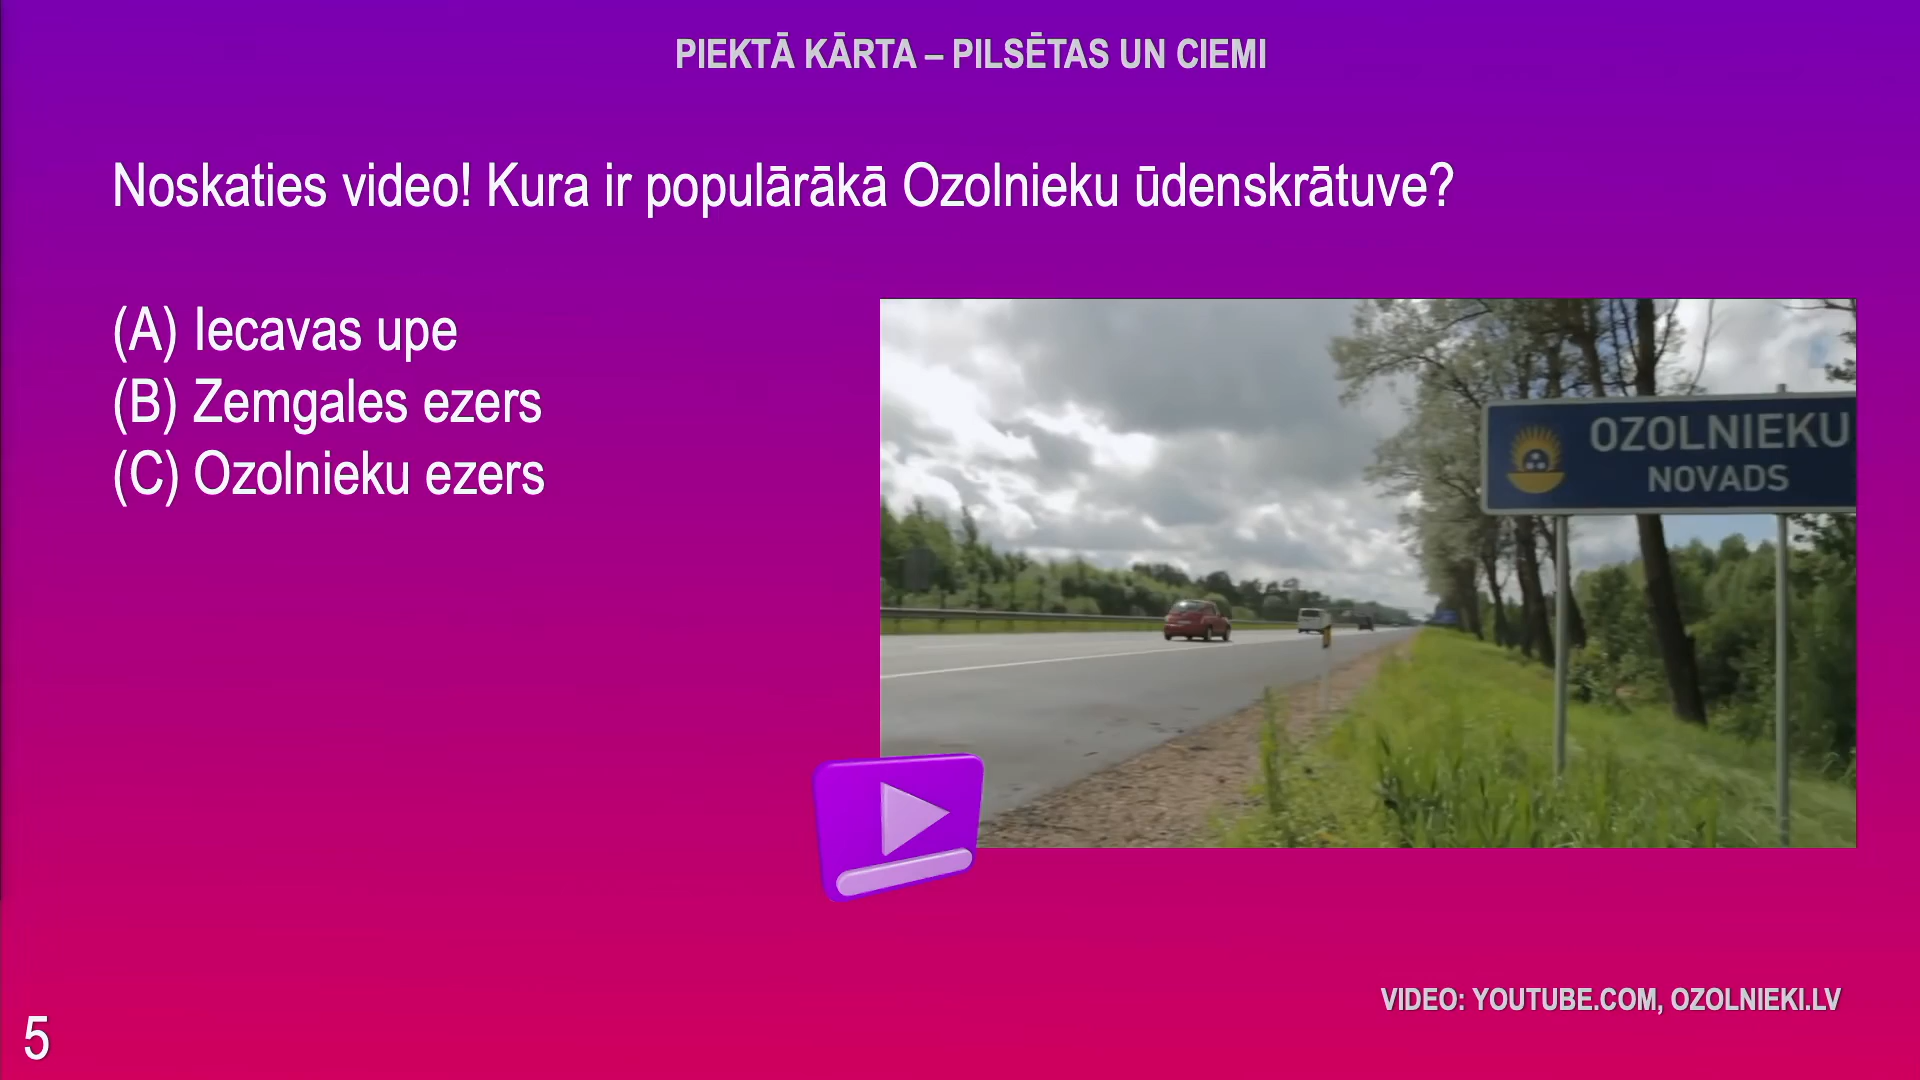 PIEKTĀ KĀRTA – PILSĒTAS UN CIEMI
Noskaties video! Kura ir populārākā Ozolnieku ūdenskrātuve?
(A) Iecavas upe
(B) Zemgales ezers
(C) Ozolnieku ezers
OZOLNIEKU
NOVADS
VIDEO: YOUTUBE.COM, OZOLNIEKI.LV
5